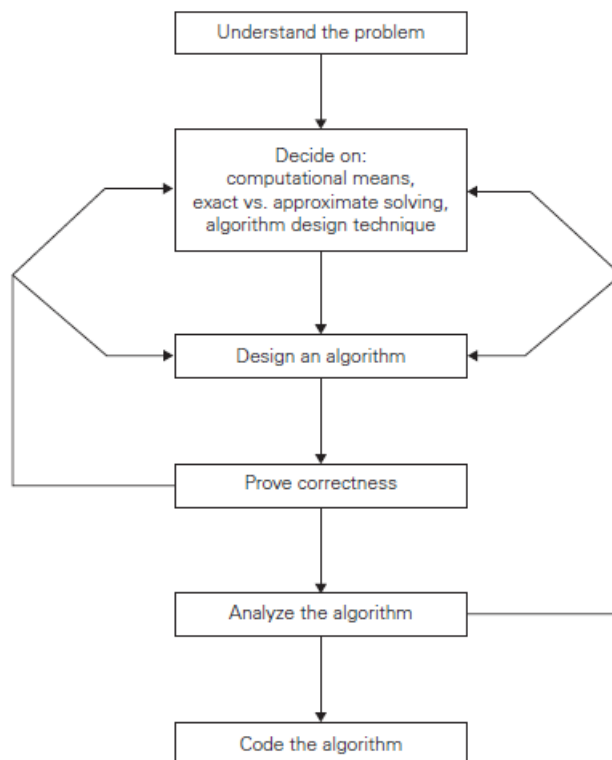 Understand the problem
Decide on:
computational means,
exact vs. approximate solving,
algorithm design technique
Design an algorithm
Prove correctness
Analyze the algorithm
Code the algorithm